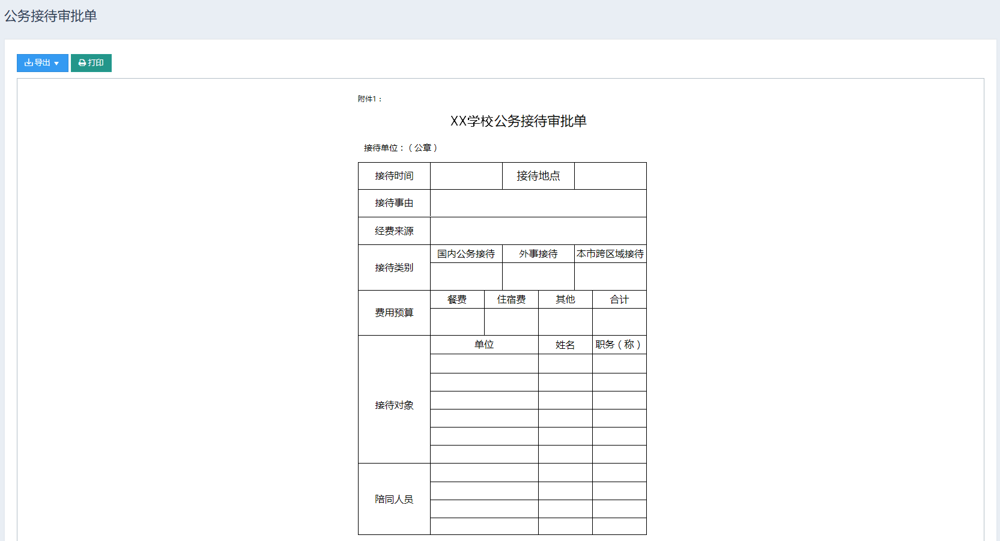 公务接待审批单
导出 打印
附件1：
XX学校公务接待审批单
接待单位：（公章）
接待时间 接待地点
接待事由
经费来源
接待类别 国内公务接待 外事接待 本市跨区域接待
费用预算 餐费 住宿费 其他 合计
接待对象 单位 姓名 职务（称）
陪同人员